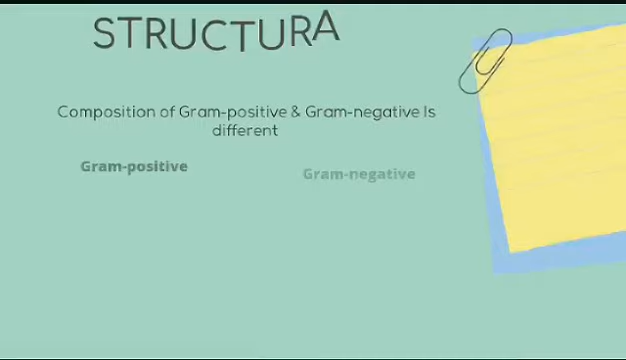 STRUCTURA
Composition of Gram-positive & Gram-negative Is
different
Gram-positive
Gram-negative